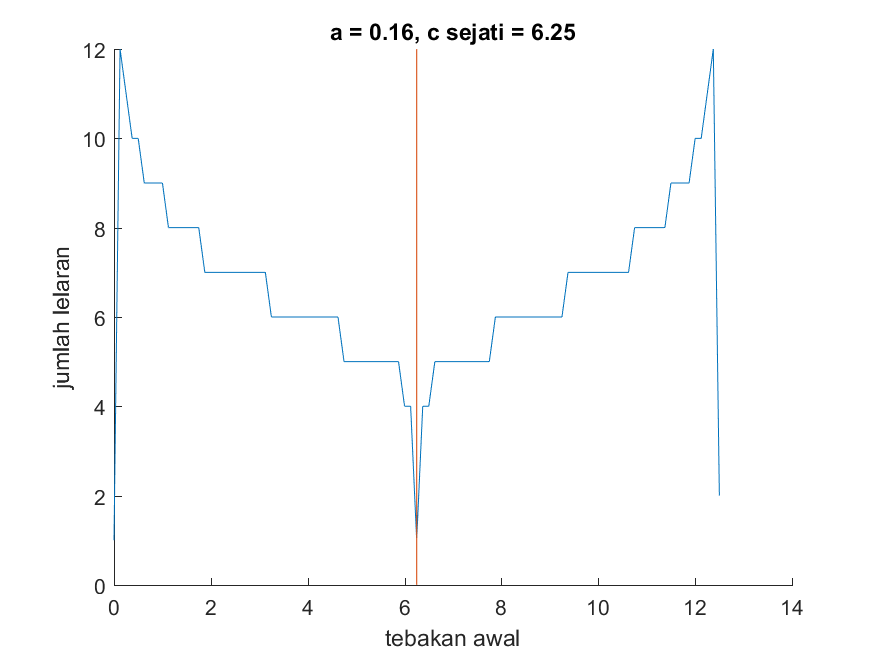 a = 0.16, c sejati = 6.25
12
10
8
6
4
2
0
jumlah lelaran
0 2 4 6 8 10 12 14
tebakan awal